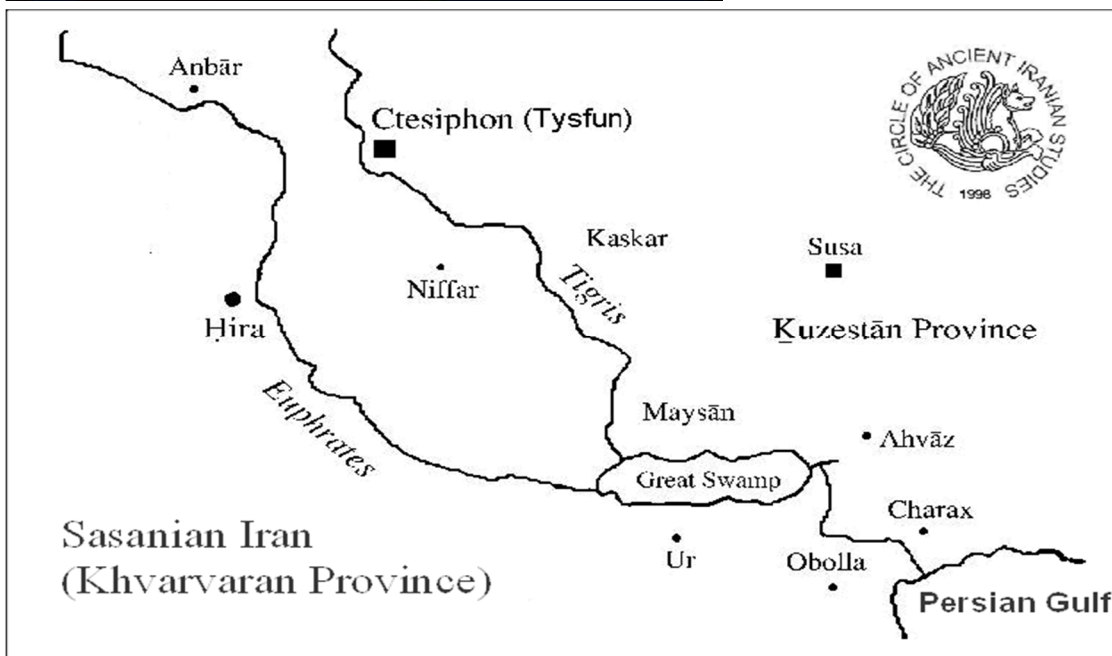 Anbār
Ctesiphon (Tysfun)
THE CIRCLE OF ANCIENT IRANIAN STUDIES
1998
Kaskar
Susa
Niffar
Tigris
Ḥira
Ḵuzestān Province
Euphrates
Maysān
Ahvāz
Great Swamp
Charax
Sasanian Iran
(Khvarvaran Province)
Ur
Obolla
Persian Gulf